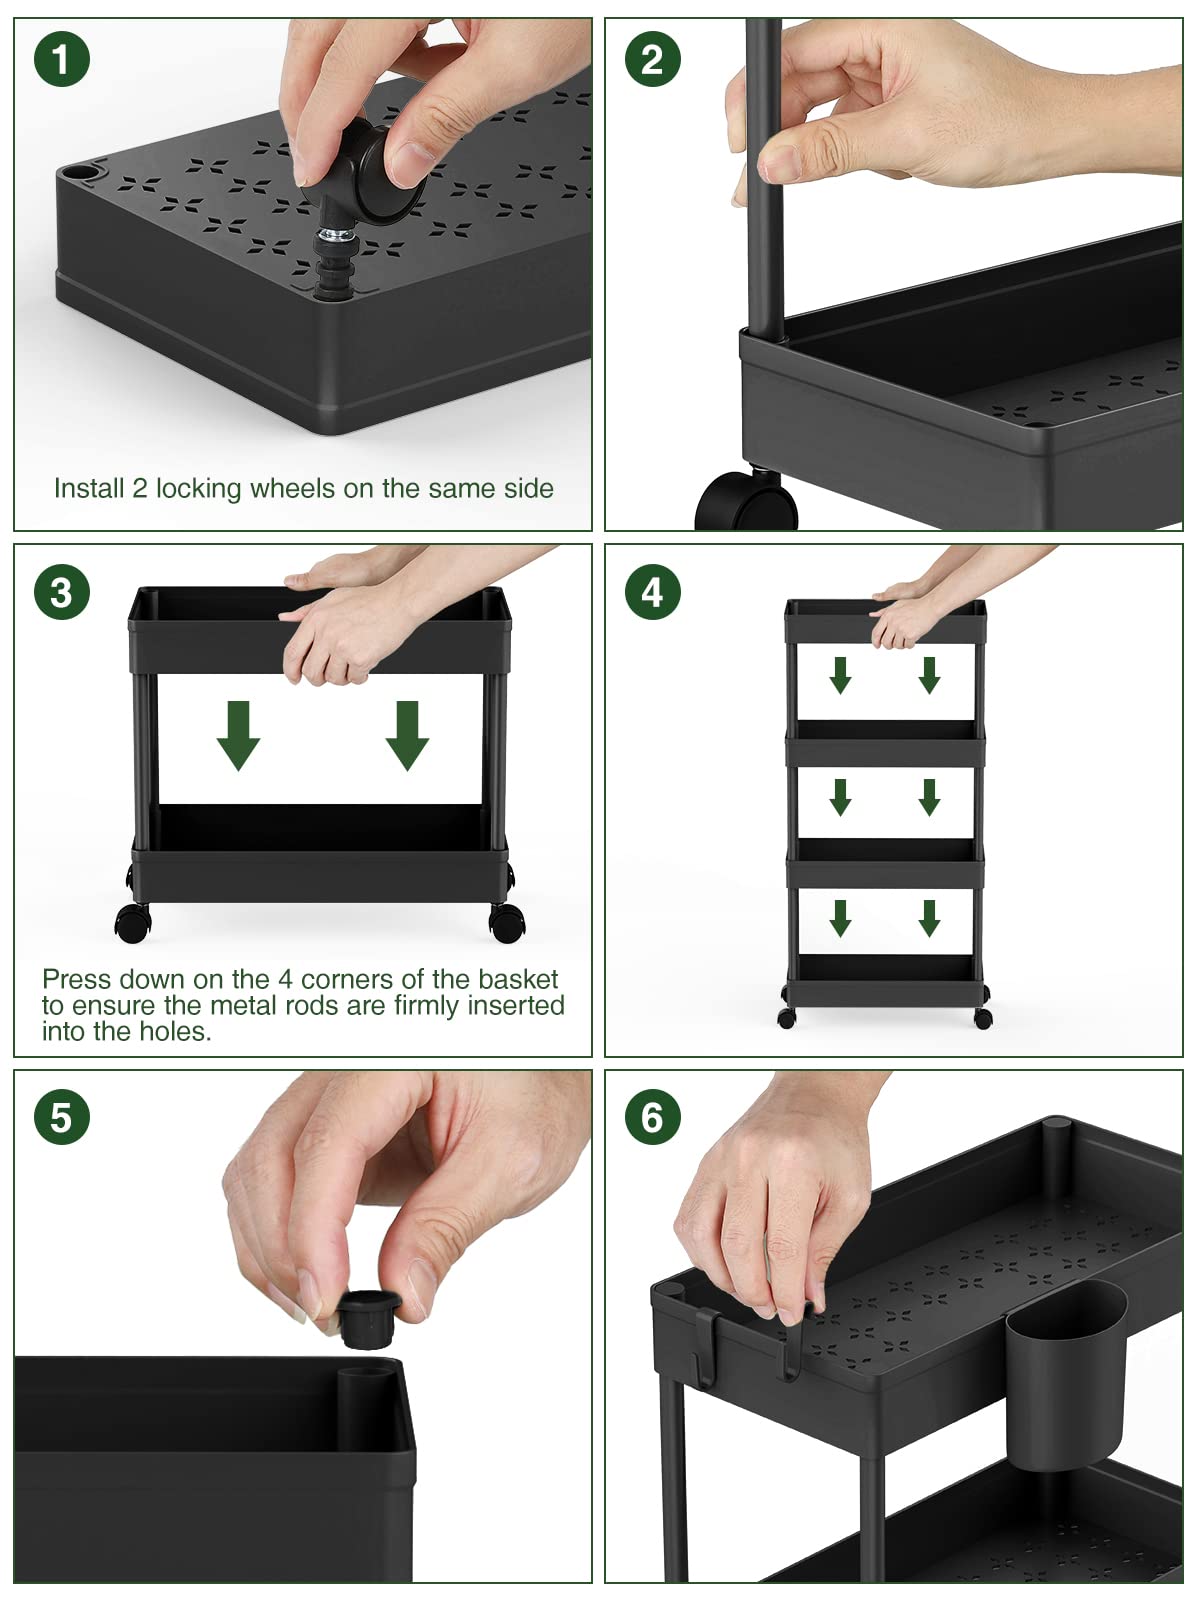 1
Install 2 locking wheels on the same side
2
3
Press down on the 4 corners of the basket
to ensure the metal rods are firmly inserted
into the holes.
4
5
6